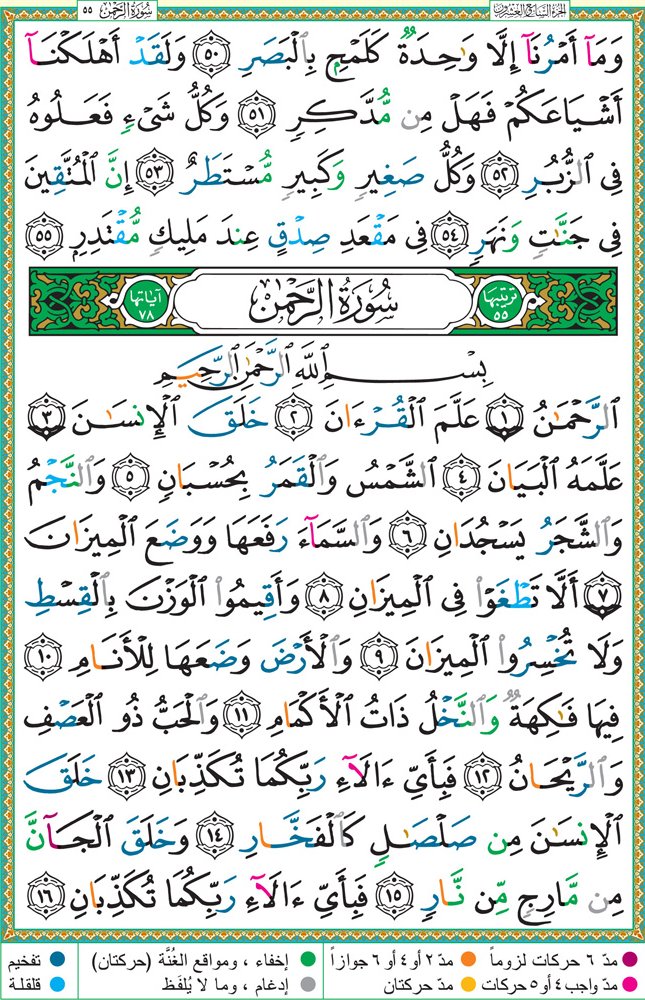 الجزء السابع والعشرون سورة الرحمن ٥٥
وَمَآ أَمۡرُنَآ إِلَّا وَٰحِدَةٞ كَلَمۡحِۭ بِٱلۡبَصَرِ ٥٠ وَلَقَدۡ أَهۡلَكۡنَآ
أَشۡيَاعَكُمۡ فَهَلۡ مِن مُّدَّكِرٖ ٥١ وَكُلُّ شَيۡءٖ فَعَلُوهُ
فِي ٱلزُّبُرِ ٥٢ وَكُلُّ صَغِيرٖ وَكَبِيرٖ مُّسۡتَطَرٌ ٥٣ إِنَّ ٱلۡمُتَّقِينَ
فِي جَنَّٰتٖ وَنَهَرٖ ٥٤ فِي مَقۡعَدِ صِدۡقٍ عِندَ مَلِيكٖ مُّقۡتَدِرِۭ ٥٥
ترتيبها ٥٥ سُورَةُ الرَّحۡمٰن آياتها ٧٨
بِسۡمِ ٱللَّهِ ٱلرَّحۡمَٰنِ ٱلرَّحِيمِ
ٱلرَّحۡمَٰنُ ١ عَلَّمَ ٱلۡقُرۡءَانَ ٢ خَلَقَ ٱلۡإِنسَٰنَ ٣
عَلَّمَهُ ٱلۡبَيَانَ ٤ ٱلشَّمۡسُ وَٱلۡقَمَرُ بِحُسۡبَانٖ ٥ وَٱلنَّجۡمُ
وَٱلشَّجَرُ يَسۡجُدَانِ ٦ وَٱلسَّمَآءَ رَفَعَهَا وَوَضَعَ ٱلۡمِيزَانَ
٧ أَلَّا تَطۡغَوۡاْ فِي ٱلۡمِيزَانِ ٨ وَأَقِيمُواْ ٱلۡوَزۡنَ بِٱلۡقِسۡطِ
وَلَا تُخۡسِرُواْ ٱلۡمِيزَانَ ٩ وَٱلۡأَرۡضَ وَضَعَهَا لِلۡأَنَامِ ١٠
فِيهَا فَٰكِهَةٞ وَٱلنَّخۡلُ ذَاتُ ٱلۡأَكۡمَامِ ١١ وَٱلۡحَبُّ ذُو ٱلۡعَصۡفِ
وَٱلرَّيۡحَانُ ١٢ فَبِأَيِّ ءَالَآءِ رَبِّكُمَا تُكَذِّبَانِ ١٣ خَلَقَ
ٱلۡإِنسَٰنَ مِن صَلۡصَٰلٖ كَٱلۡفَخَّارِ ١٤ وَخَلَقَ ٱلۡجَآنَّ
مِن مَّارِجٖ مِّن نَّارٖ ١٥ فَبِأَيِّ ءَالَآءِ رَبِّكُمَا تُكَذِّبَانِ ١٦
مدّ ٦ حركات لزوماً مدّ ٢ أو ٤ أو ٦ جوازاً إخفاء ، ومواقع الغُنَّة (حركتان) تفخيم
مدّ واجب ٤ أو ٥ حركات مدّ حركتان إدغام ، وما لا يُلفَظ قلقلة